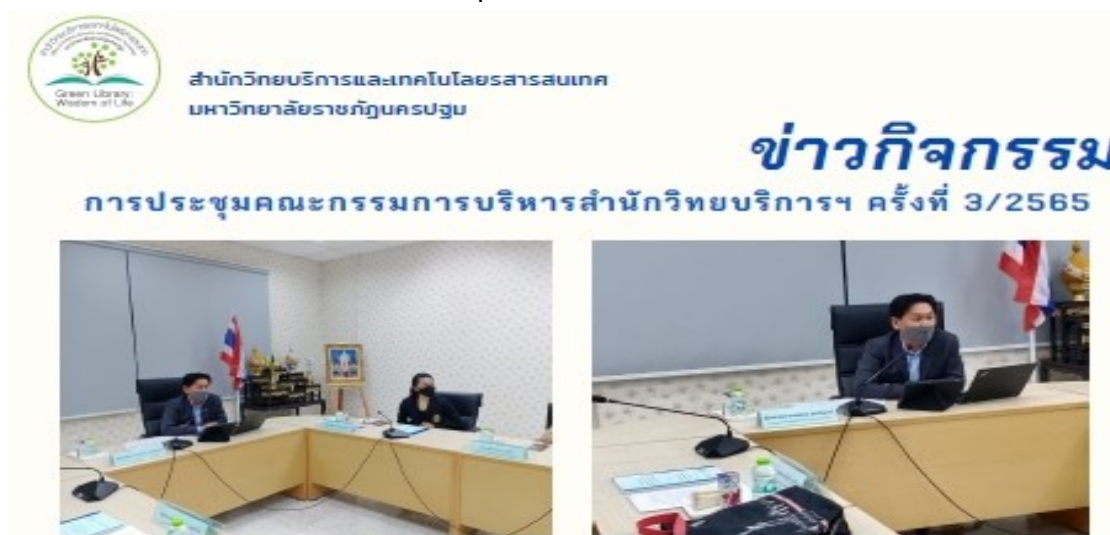 Green Library:
Wisdom of Life
สำนักวิทยบริการและเทคโนโลยีสารสนเทศ
มหาวิทยาลัยราชภัฏนครปฐม
ข่าวกิจกรรม
การประชุมคณะกรรมการบริหารสำนักวิทยบริการฯ ครั้งที่ 3/2565